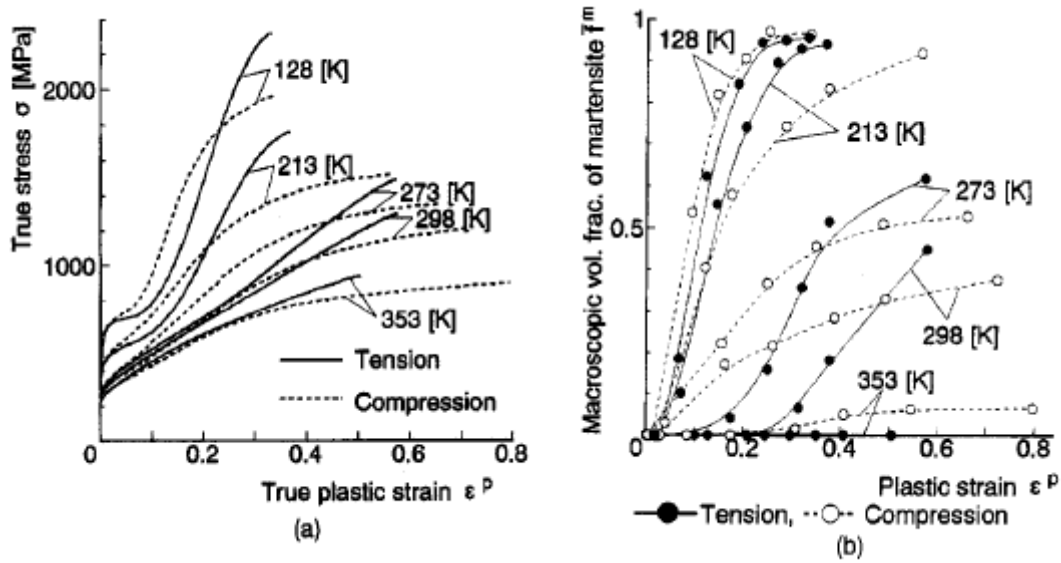 True stress σ [MPa]
2000
1000
0
128 [K]
213 [K]
273 [K]
298 [K]
353 [K]
Tension
Compression
0 0.2 0.4 0.6 0.8
True plastic strain ε p
(a)
Macroscopic vol. frac. of martensite f̄ m
1
0.5
0
128 [K]
213 [K]
273 [K]
298 [K]
353 [K]
0 0.2 0.4 0.6 0.8
Plastic strain ε p
Tension, Compression
(b)